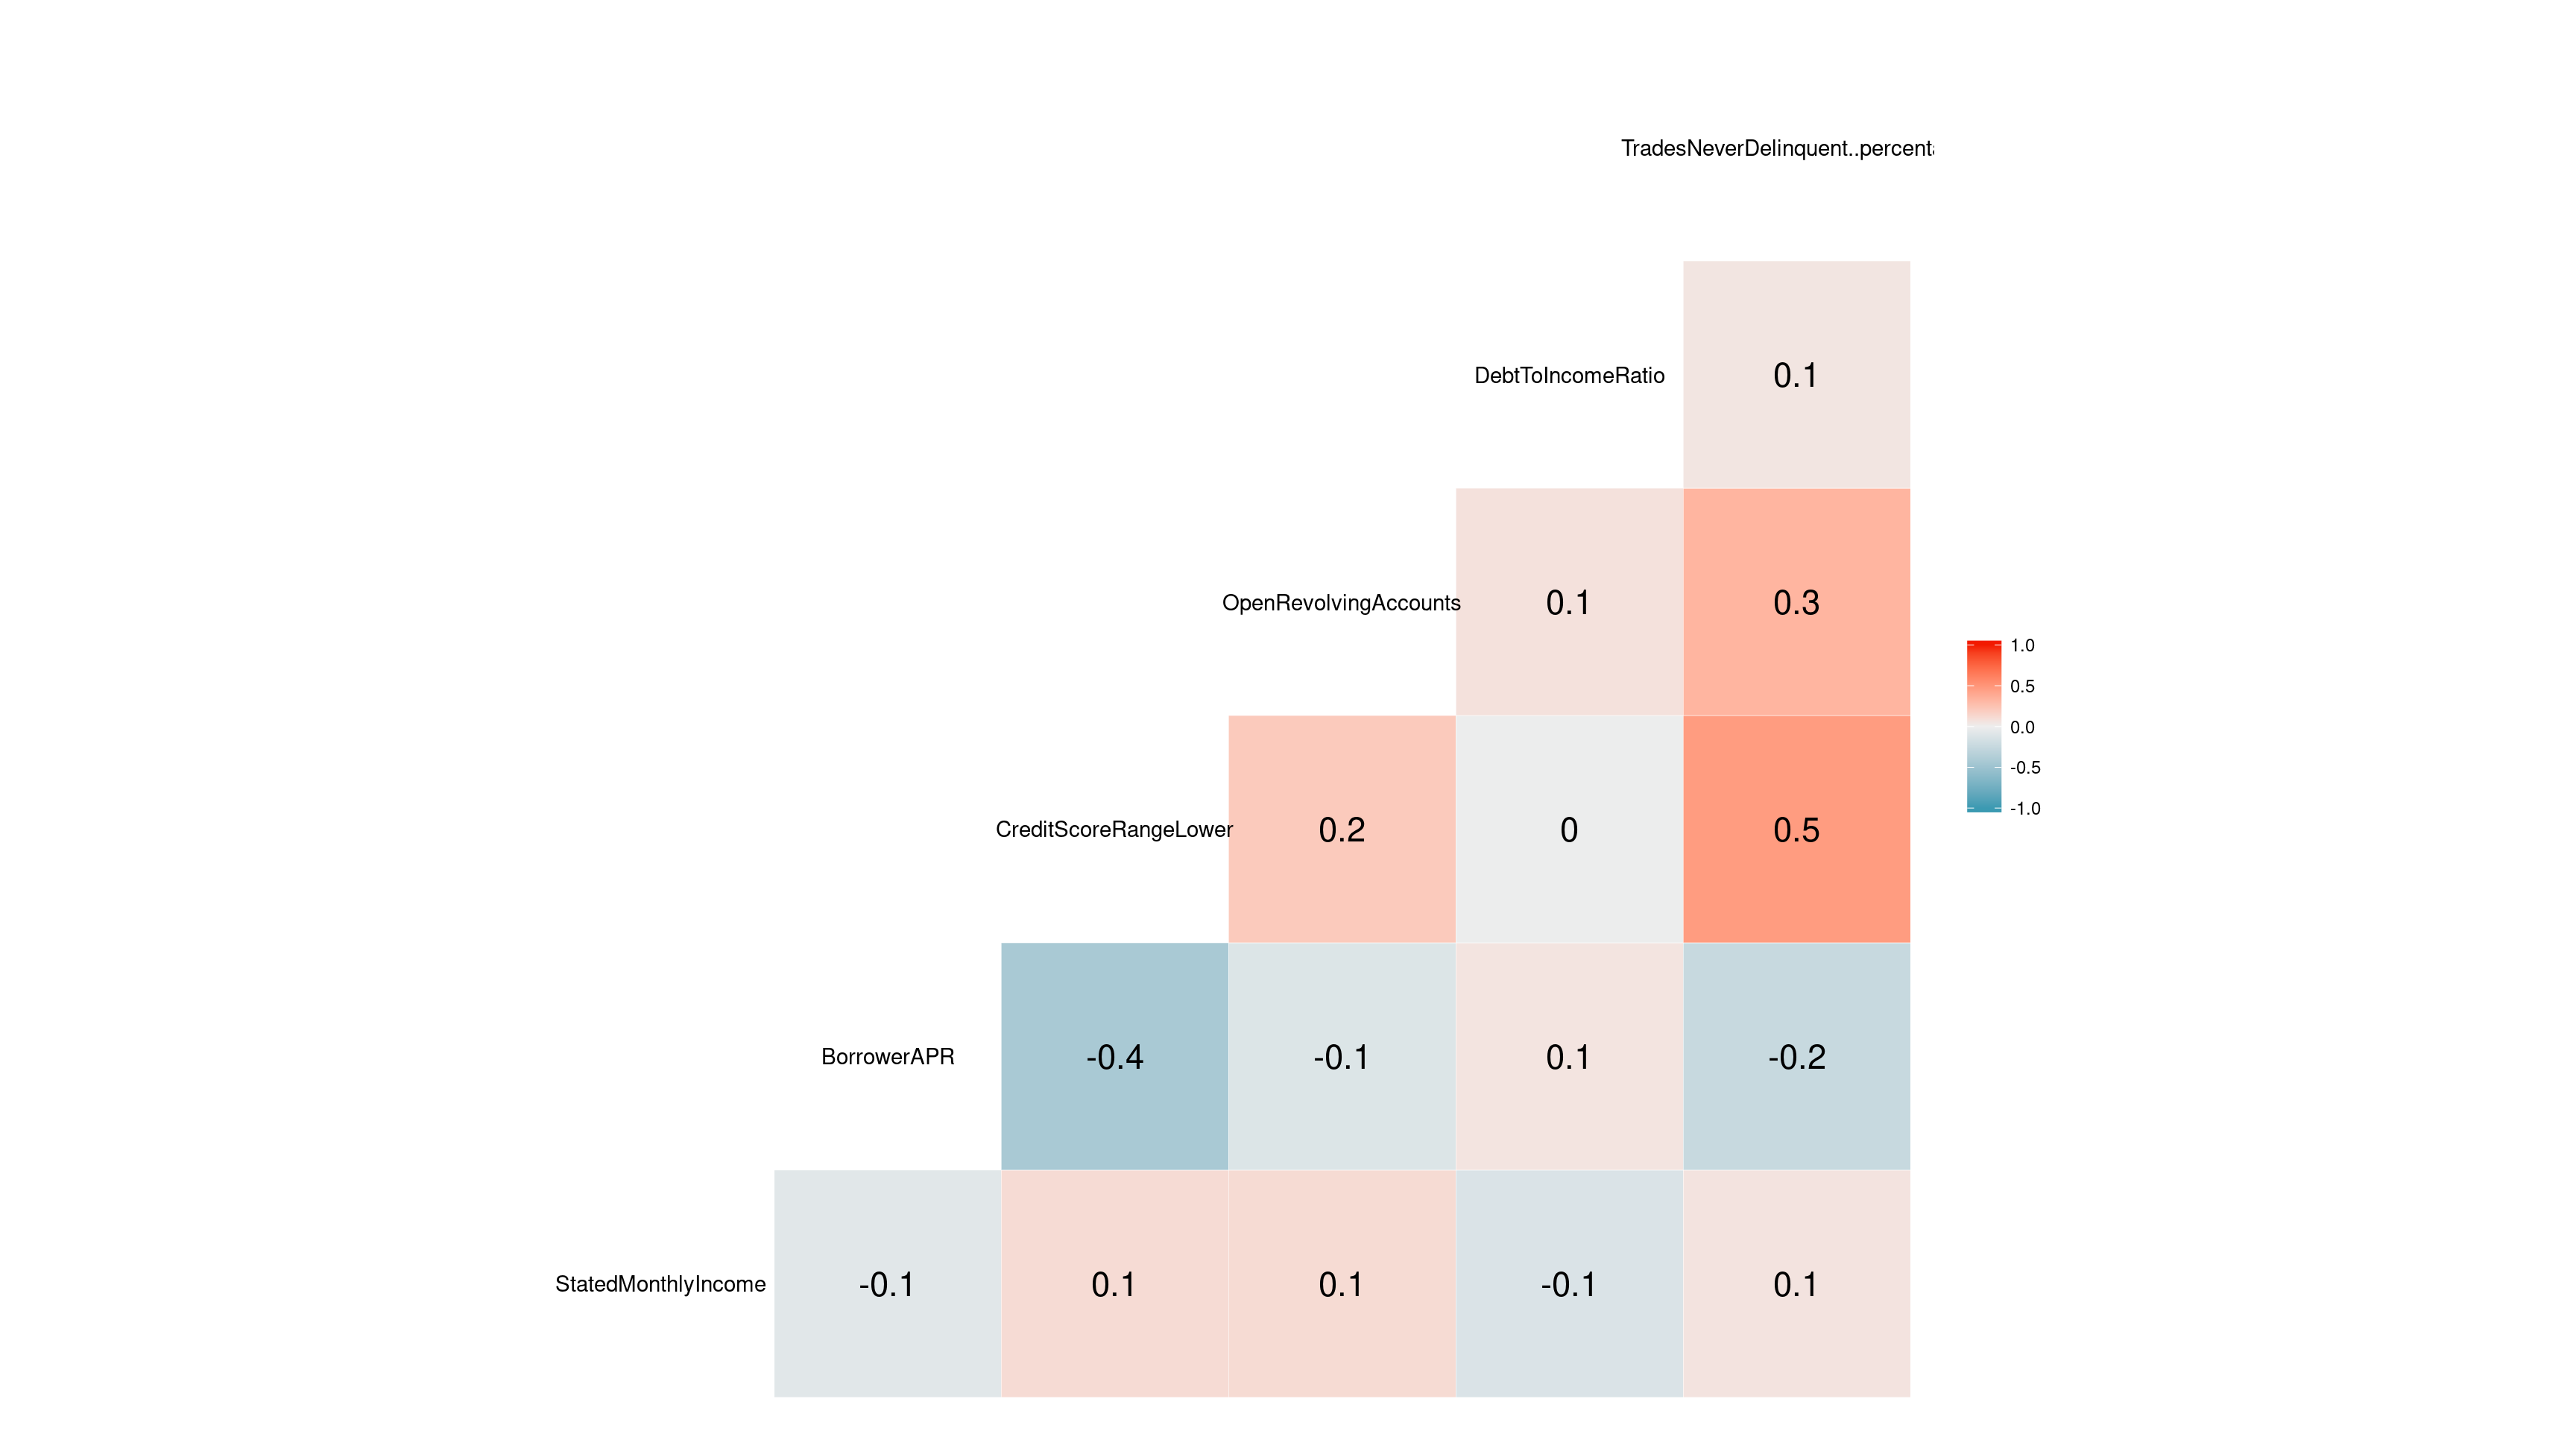 TradesNeverDelinquent..percent
DebtToIncomeRatio 0.1
OpenRevolvingAccounts 0.1 0.3
CreditScoreRangeLower 0.2 0 0.5
BorrowerAPR -0.4 -0.1 0.1 -0.2
StatedMonthlyIncome -0.1 0.1 0.1 -0.1 0.1
1.0
0.5
0.0
-0.5
-1.0